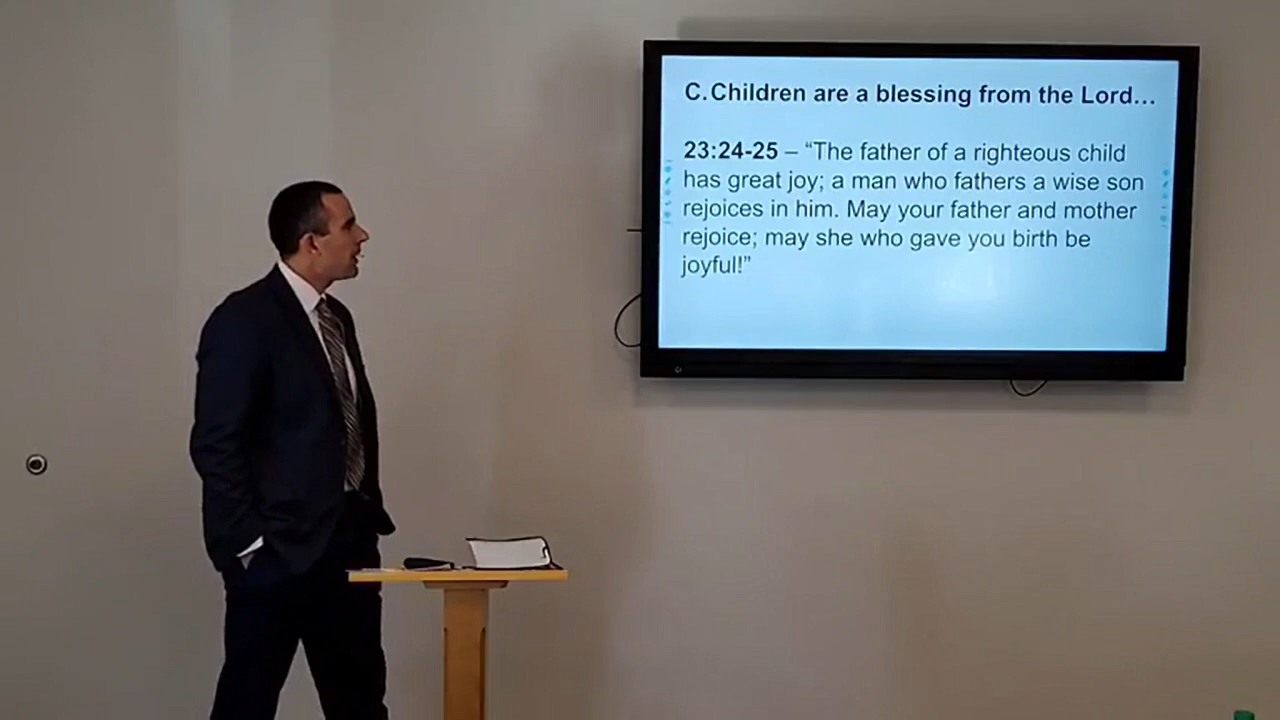 C.Children are a blessing from the Lord…
23:24-25 – “The father of a righteous child
has great joy; a man who fathers a wise son
rejoices in him. May your father and mother
rejoice; may she who gave you birth be
joyful!”